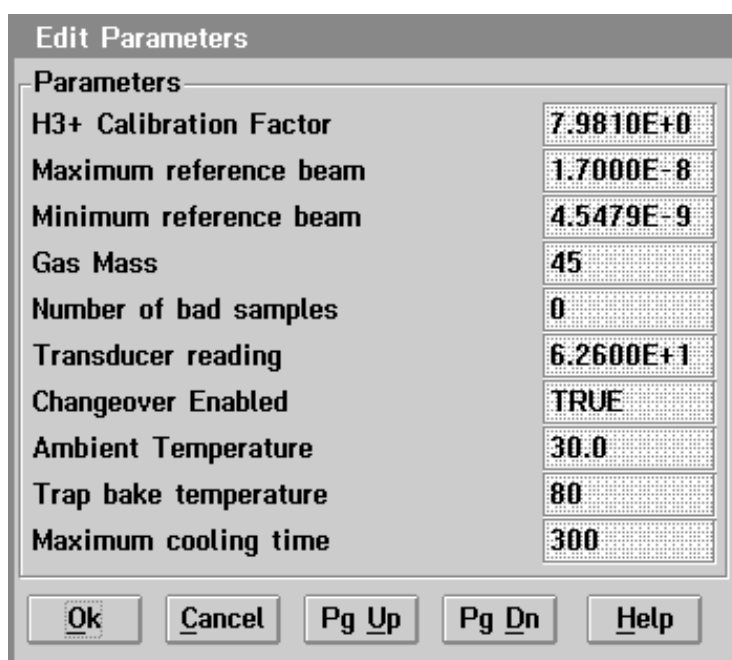 Edit Parameters
Parameters
H3+ Calibration Factor 7.9810E+0
Maximum reference beam 1.7000E-8
Minimum reference beam 4.5479E-9
Gas Mass 45
Number of bad samples 0
Transducer reading 6.2600E+1
Changeover Enabled TRUE
Ambient Temperature 30.0
Trap bake temperature 80
Maximum cooling time 300
Ok Cancel Pg Up Pg Dn Help